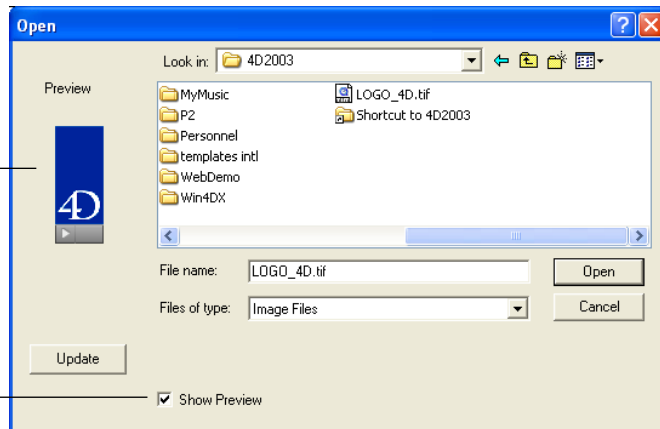 Open
Look in: 4D2003
Preview
MyMusic
LOGO_4D.tif
P2
Shortcut to 4D2003
Personnel
templates intl
WebDemo
Win4DX
4D
File name: LOGO_4D.tif Open
Files of type: Image Files Cancel
Update
Show Preview